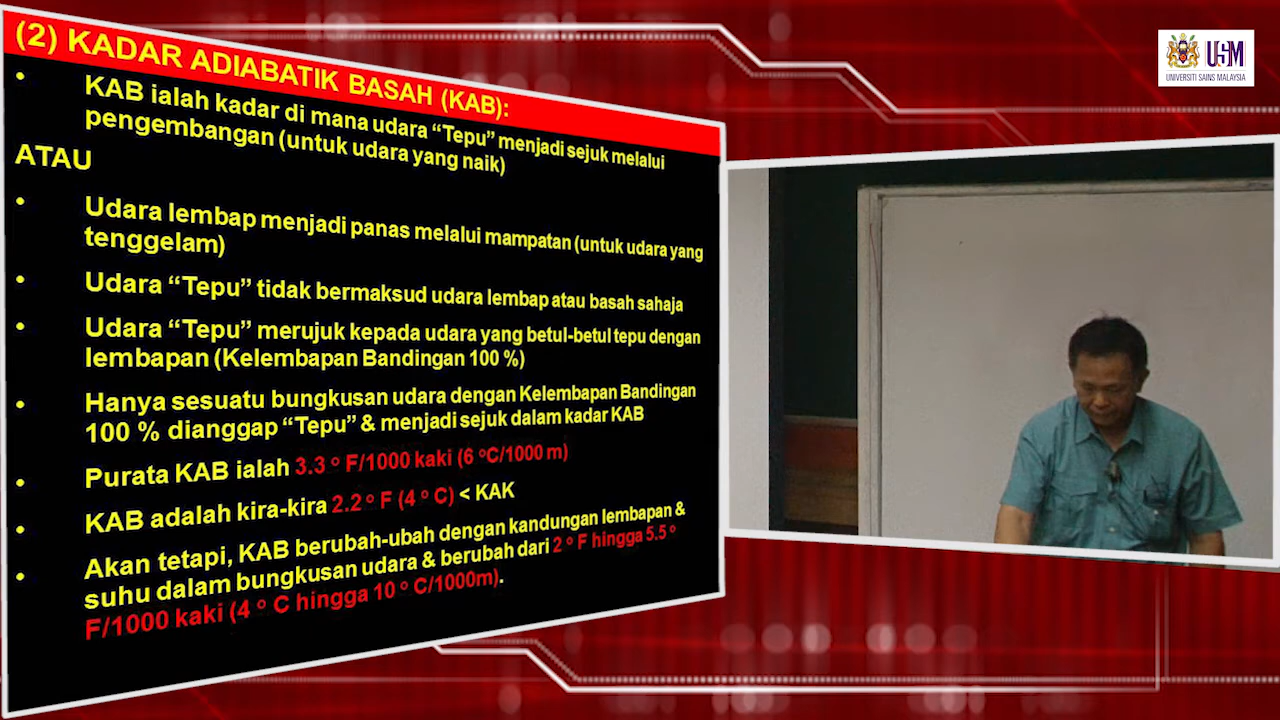 (2) KADAR ADIABATIK BASAH (KAB):
• KAB ialah kadar di mana udara “Tepu” menjadi sejuk melalui
pengembangan (untuk udara yang naik)
ATAU
• Udara lembap menjadi panas melalui mampatan (untuk udara yang
tenggelam)
• Udara “Tepu” tidak bermaksud udara lembap atau basah sahaja
• Udara “Tepu” merujuk kepada udara yang betul-betul tepu dengan
lembapan (Kelembapan Bandingan 100 %)
• Hanya sesuatu bungkusan udara dengan Kelembapan Bandingan
100 % dianggap “Tepu” & menjadi sejuk dalam kadar KAB
• Purata KAB ialah 3.3 º F/1000 kaki (6 ºC/1000 m)
• KAB adalah kira-kira 2.2 º F (4 º C) < KAK
• Akan tetapi, KAB berubah-ubah dengan kandungan lembapan &
suhu dalam bungkusan udara & berubah dari 2 º F hingga 5.5 º
F/1000 kaki (4 º C hingga 10 º C/1000m).
USM
UNIVERSITI SAINS MALAYSIA